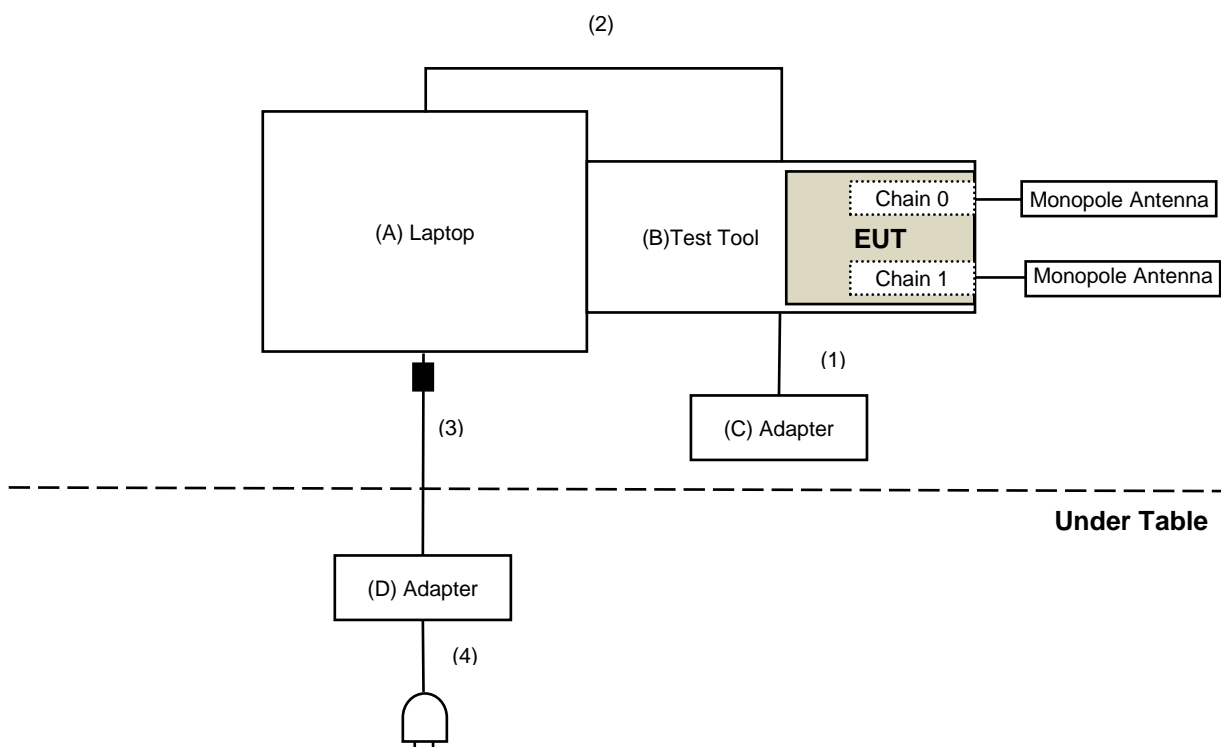 (2)
(A) Laptop
(B)Test Tool
Chain 0
EUT
Chain 1
Monopole Antenna
Monopole Antenna
(1)
(C) Adapter
(3)
Under Table
(D) Adapter
(4)